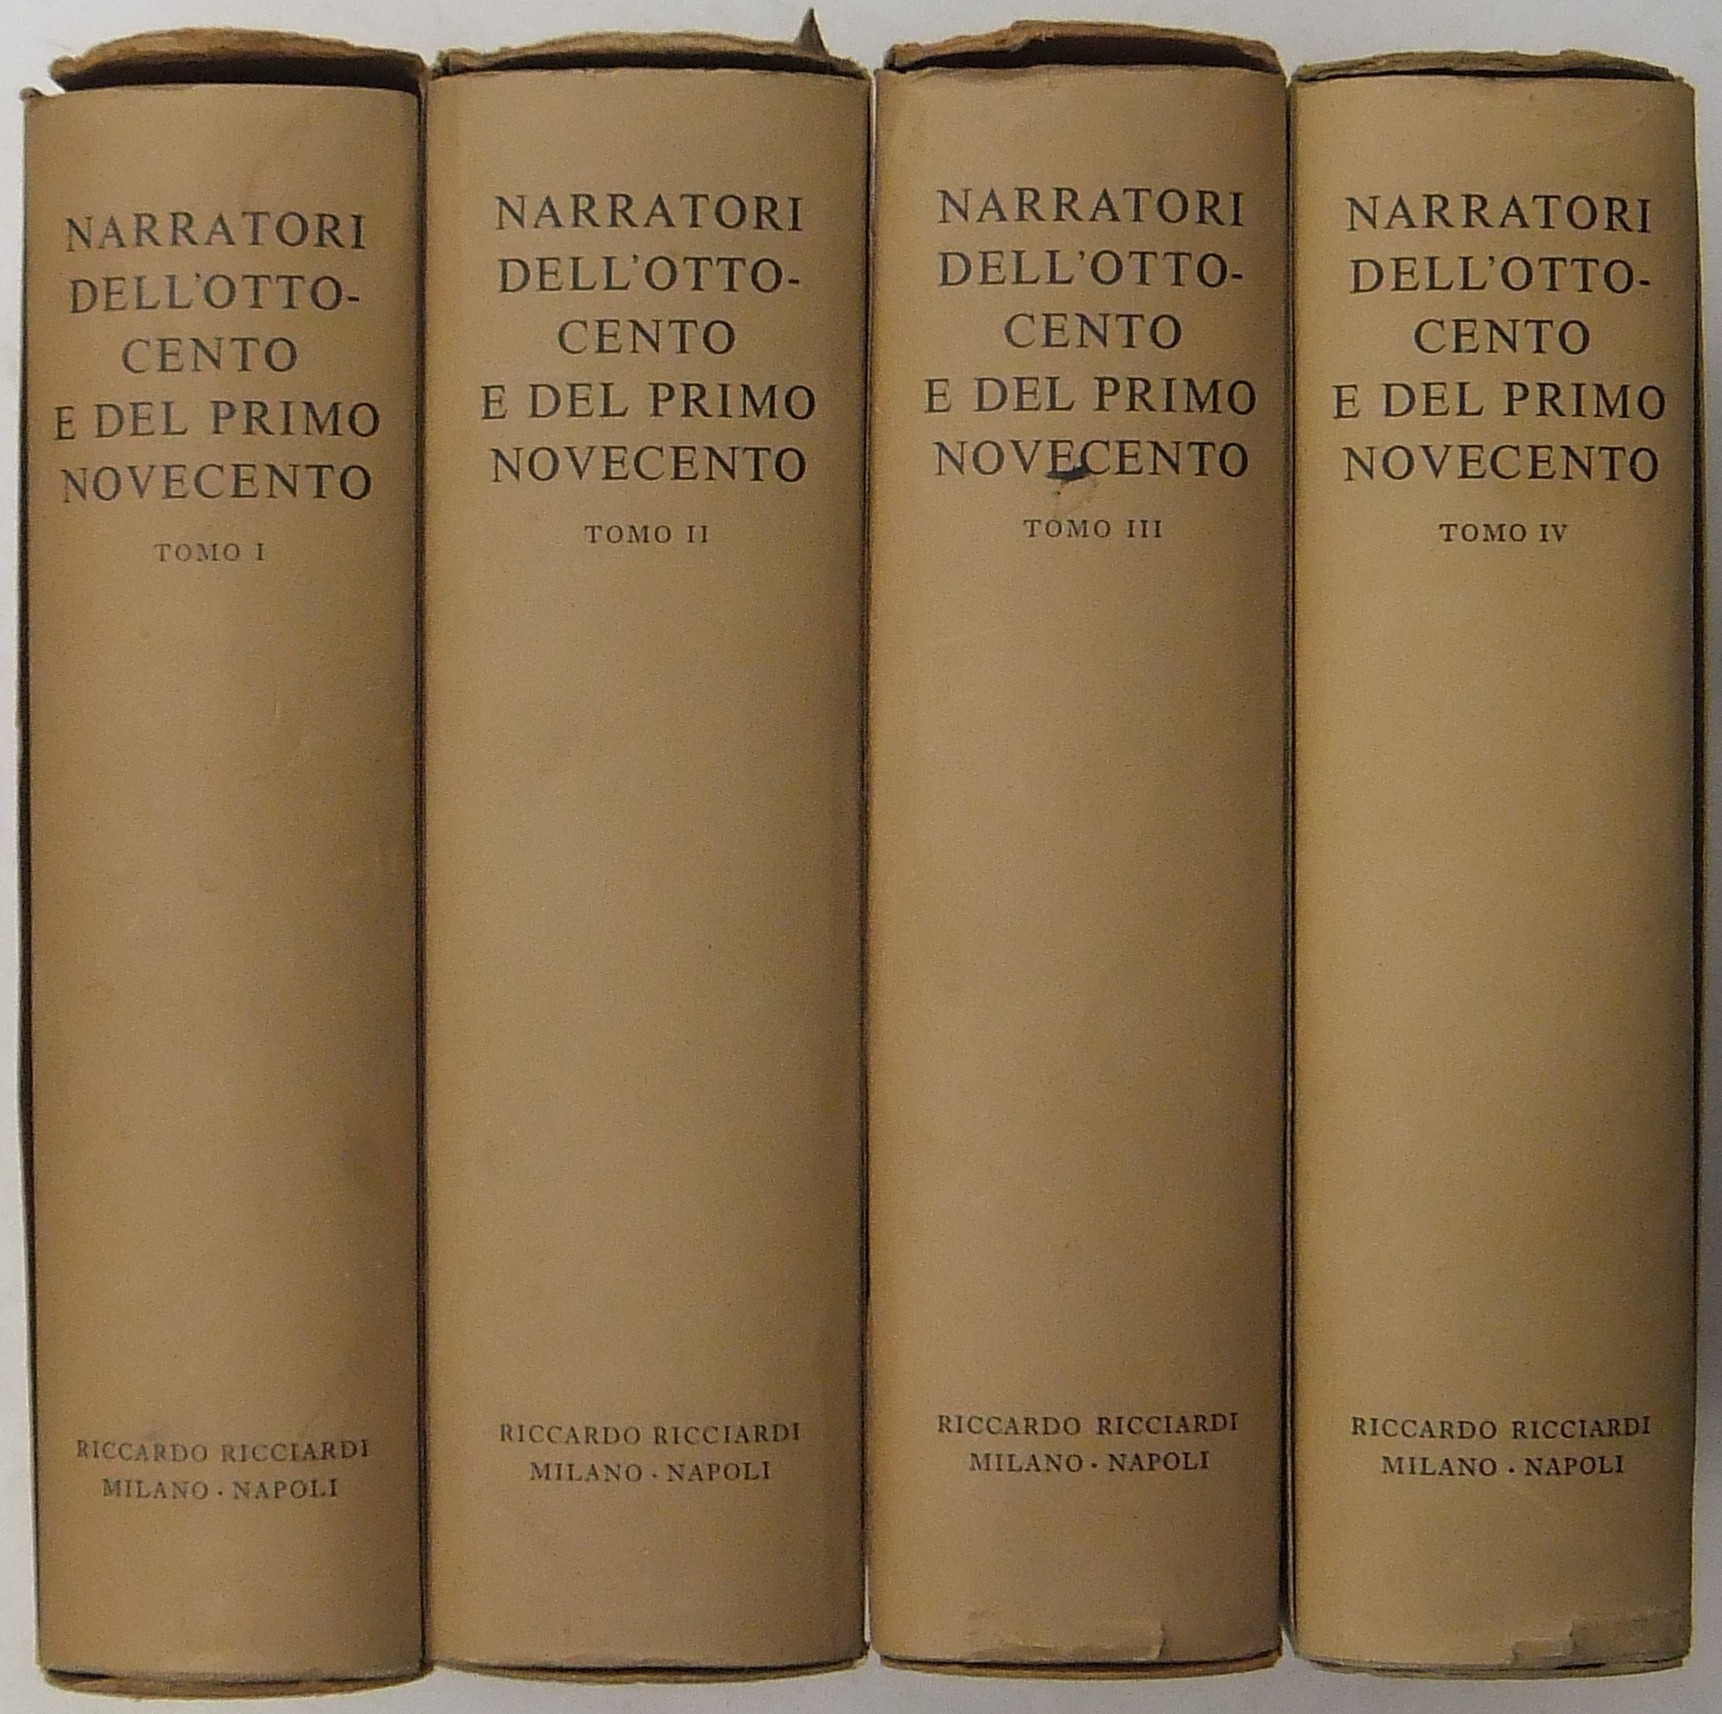 NARRATORI
DELL'OTTO-
CENTO
E DEL PRIMO
NOVECENTO
TOMO I
RICCARDO RICCIARDI
MILANO · NAPOLI
NARRATORI
DELL'OTTO-
CENTO
E DEL PRIMO
NOVECENTO
TOMO II
RICCARDO RICCIARDI
MILANO · NAPOLI
NARRATORI
DELL'OTTO-
CENTO
E DEL PRIMO
NOVECENTO
TOMO III
RICCARDO RICCIARDI
MILANO · NAPOLI
NARRATORI
DELL'OTTO-
CENTO
E DEL PRIMO
NOVECENTO
TOMO IV
RICCARDO RICCIARDI
MILANO · NAPOLI